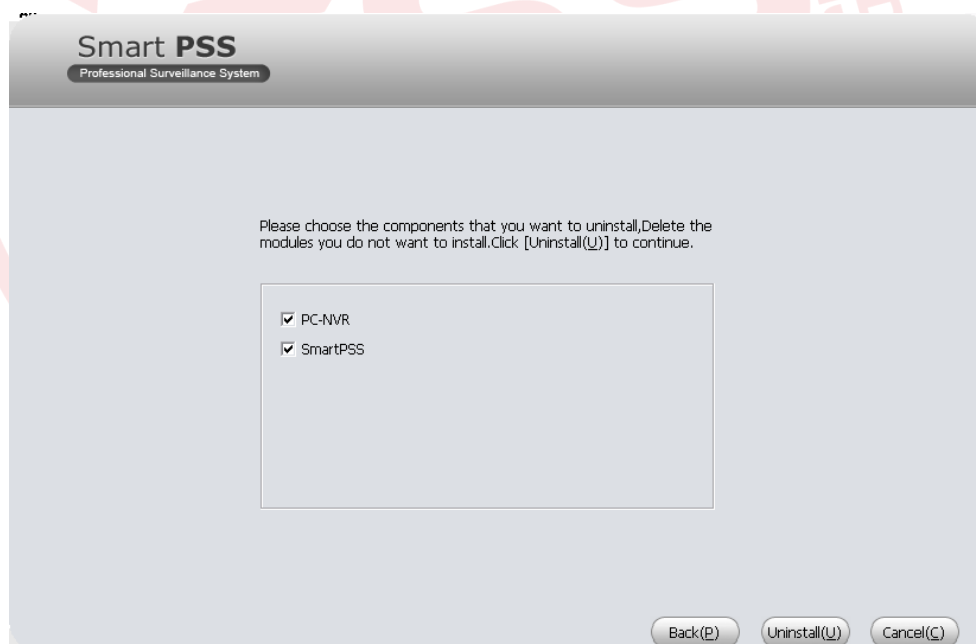 Smart PSS
Professional Surveillance System
Please choose the components that you want to uninstall,Delete the
modules you do not want to install.Click [Uninstall(U)] to continue.
PC-NVR
SmartPSS
Back(P)
Uninstall(U)
Cancel(C)